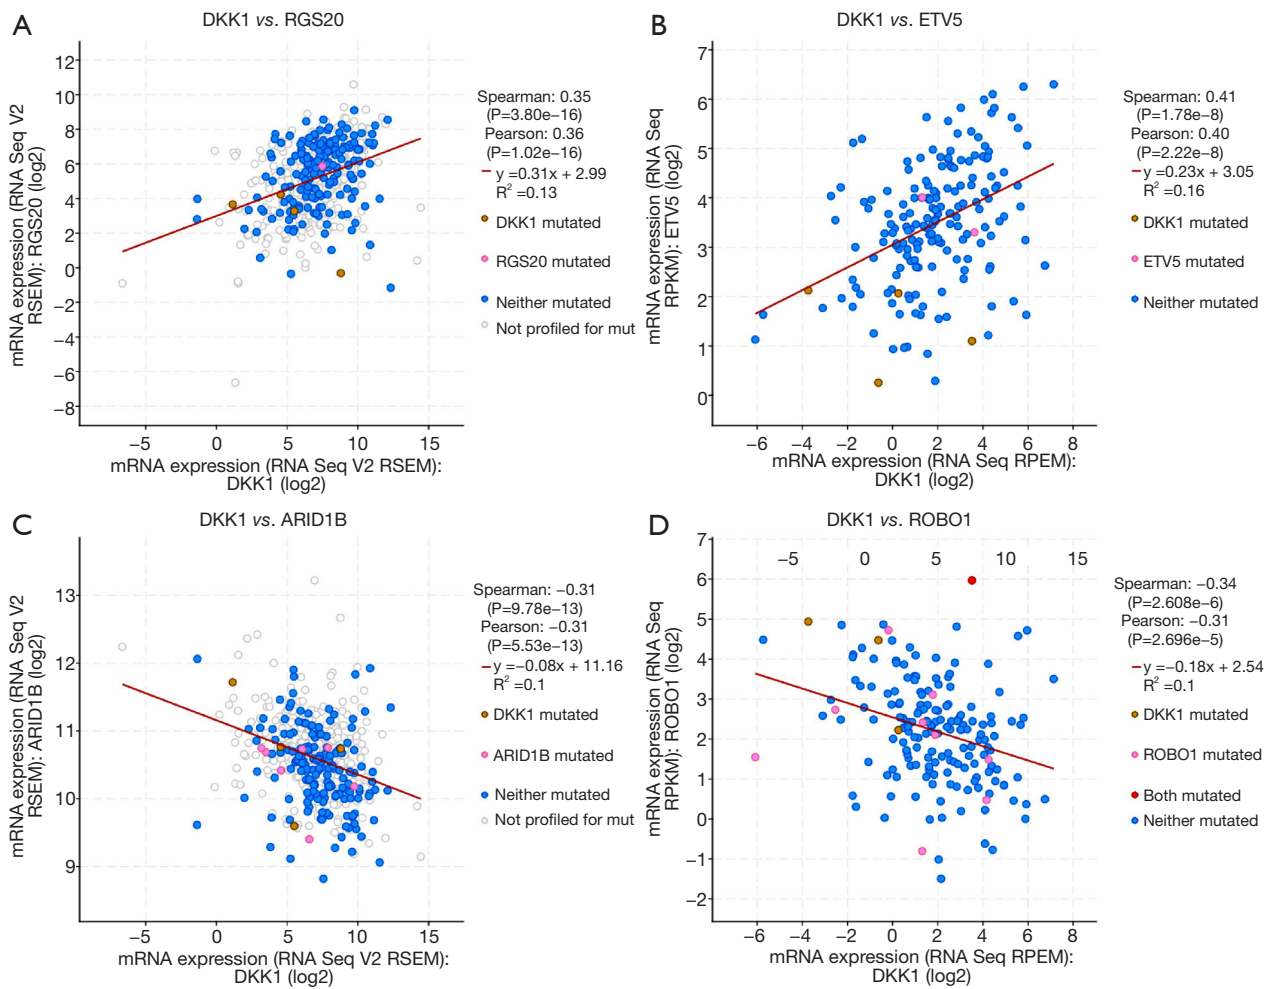 A
DKK1 vs. RGS20
mRNA expression (RNA Seq V2
RSEM): RGS20 (log2)
12
10
8
6
4
2
0
−2
−4
−6
−8
−5
0
5
10
15
mRNA expression (RNA Seq V2 RSEM):
DKK1 (log2)
Spearman: 0.35
(P=3.80e−16)
Pearson: 0.36
(P=1.02e−16)
y =0.31x + 2.99
R2 =0.13
DKK1 mutated
RGS20 mutated
Neither mutated
Not profiled for mut
B
DKK1 vs. ETV5
mRNA expression (RNA Seq
RPKM): ETV5 (log2)
7
6
5
4
3
2
1
0
−6
−4
−2
0
2
4
6
8
mRNA expression (RNA Seq RPEM):
DKK1 (log2)
Spearman: 0.41
(P=1.78e−8)
Pearson: 0.40
(P=2.22e−8)
y =0.23x + 3.05
R2 =0.16
DKK1 mutated
ETV5 mutated
Neither mutated
C
DKK1 vs. ARID1B
mRNA expression (RNA Seq V2
RSEM): ARID1B (log2)
13
12
11
10
9
−5
0
5
10
15
mRNA expression (RNA Seq V2 RSEM):
DKK1 (log2)
Spearman: −0.31
(P=9.78e−13)
Pearson: −0.31
(P=5.53e−13)
y=−0.08x + 11.16
R2 =0.1
DKK1 mutated
ARID1B mutated
Neither mutated
Not profiled for mut
D
DKK1 vs. ROBO1
mRNA expression (RNA Seq
RPKM): ROBO1 (log2)
7
6
5
4
3
2
1
0
−1
−2
−5
0
5
10
15
−6
−4
−2
0
2
4
6
8
mRNA expression (RNA Seq RPEM):
DKK1 (log2)
Spearman: −0.34
(P=2.608e−6)
Pearson: −0.31
(P=2.696e−5)
y=−0.18x + 2.54
R2 =0.1
DKK1 mutated
ROBO1 mutated
Both mutated
Neither mutated